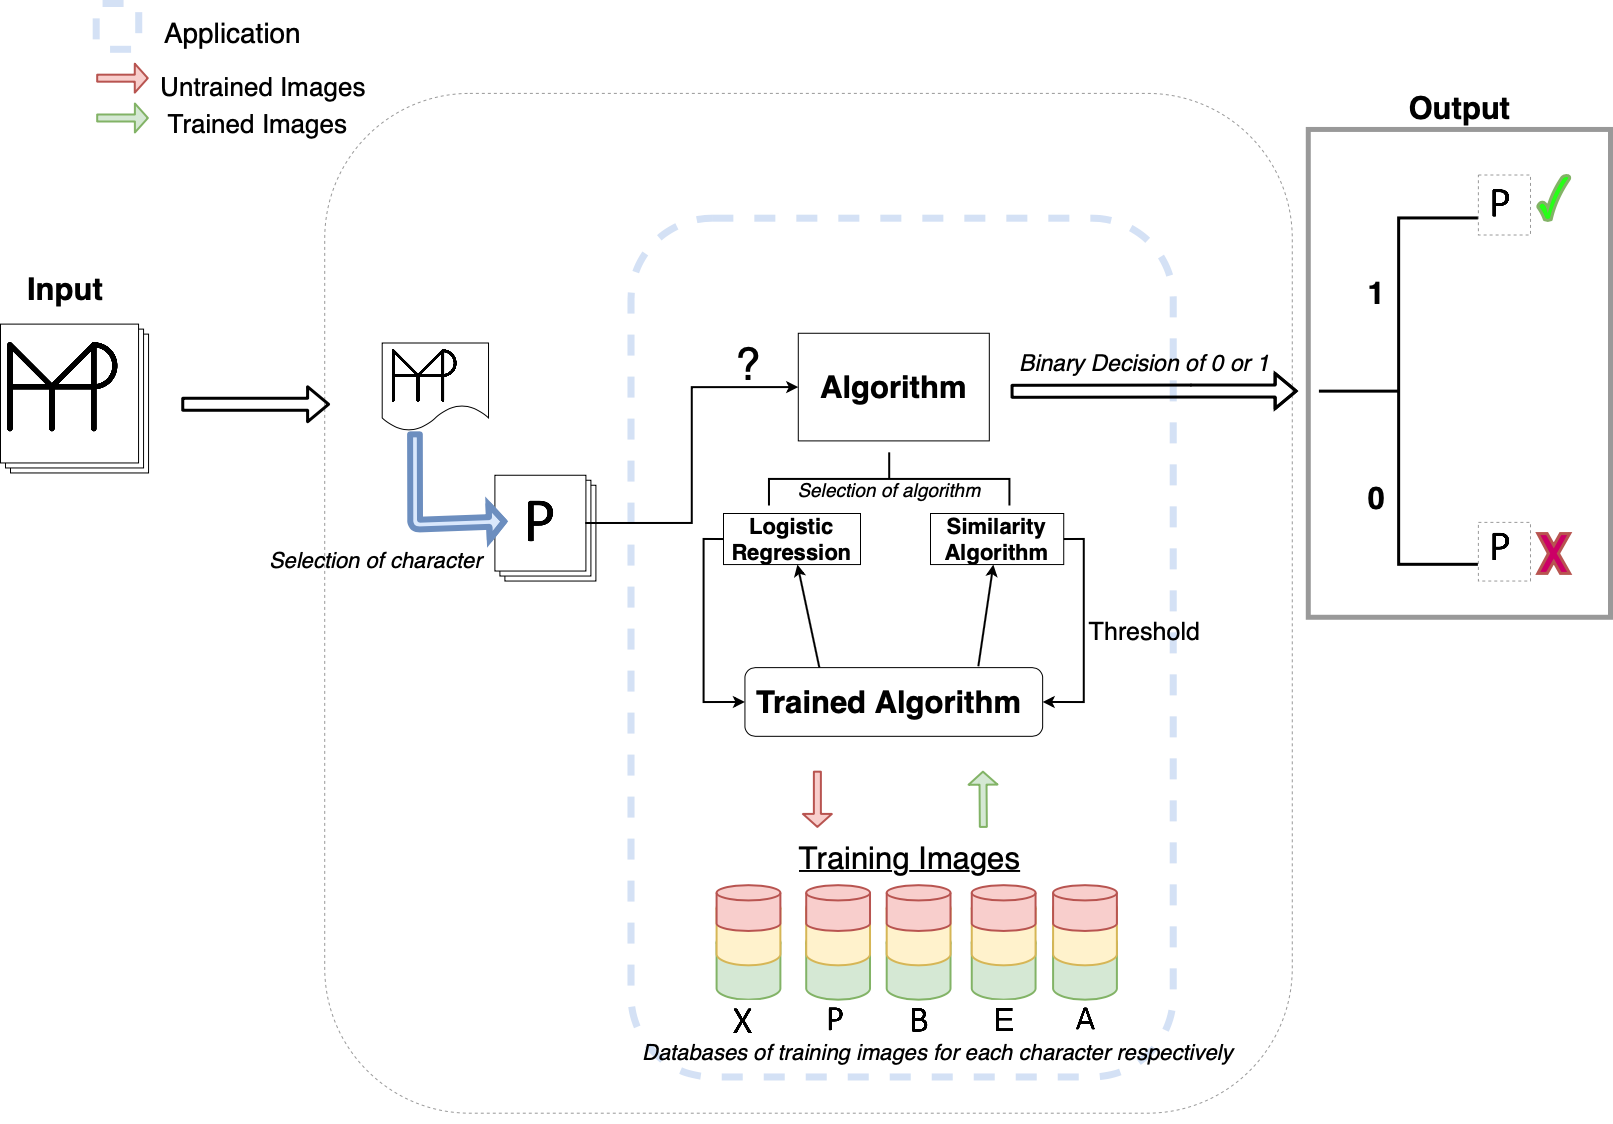 Application
Untrained Images
Trained Images
Input
Output
P
1
0
P
X
P
Selection of character
?
Algorithm
Binary Decision of 0 or 1
Selection of algorithm
Logistic
Regression
Similarity
Algorithm
Threshold
Trained Algorithm
Training Images
X P B E A
Databases of training images for each character respectively